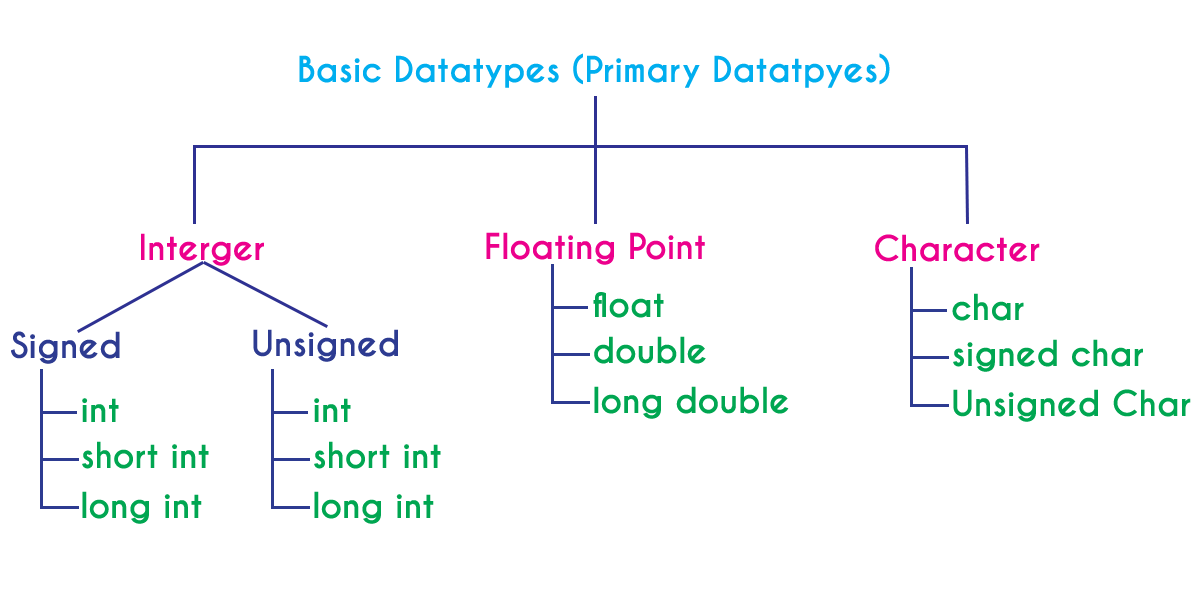 Basic Datatypes (Primary Datatpyes)
Interger
Floating Point
Character
Signed
Unsigned
int
short int
long int
int
short int
long int
float
double
long double
char
signed char
Unsigned Char